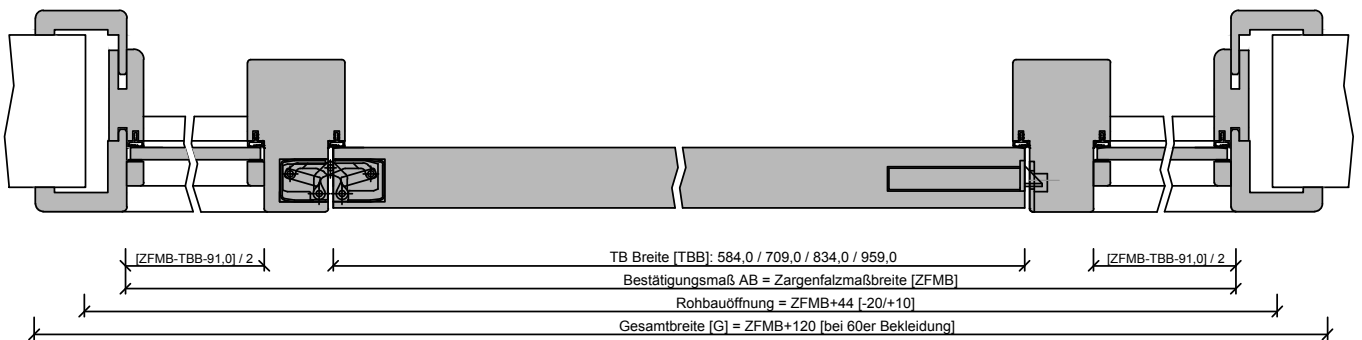 [ZFMB-TBB-91,0] / 2
TB Breite [TBB]: 584,0 / 709,0 / 834,0 / 959,0
[ZFMB-TBB-91,0] / 2
Bestätigungsmaß AB = Zargenfalzmaßbreite [ZFMB]
Rohbauöffnung = ZFMB+44 [-20/+10]
Gesamtbreite [G] = ZFMB+120 [bei 60er Bekleidung]